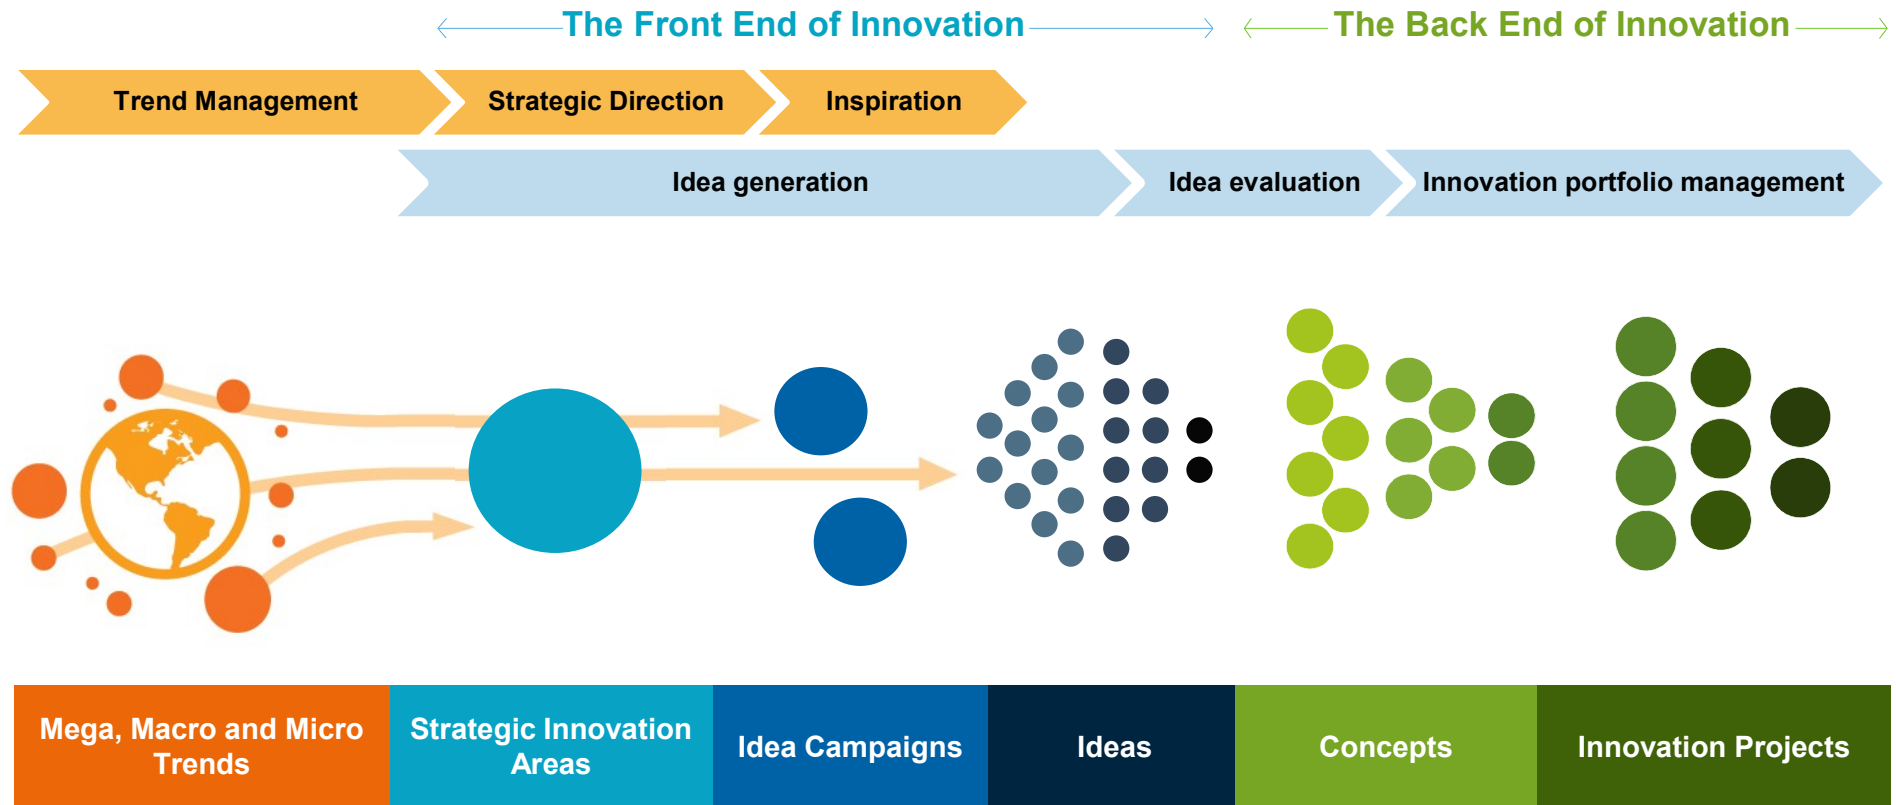 The Front End of Innovation
The Back End of Innovation
Trend Management
Strategic Direction
Inspiration
Idea generation
Idea evaluation
Innovation portfolio management
Mega, Macro and Micro
Trends
Strategic Innovation
Areas
Idea Campaigns
Ideas
Concepts
Innovation Projects